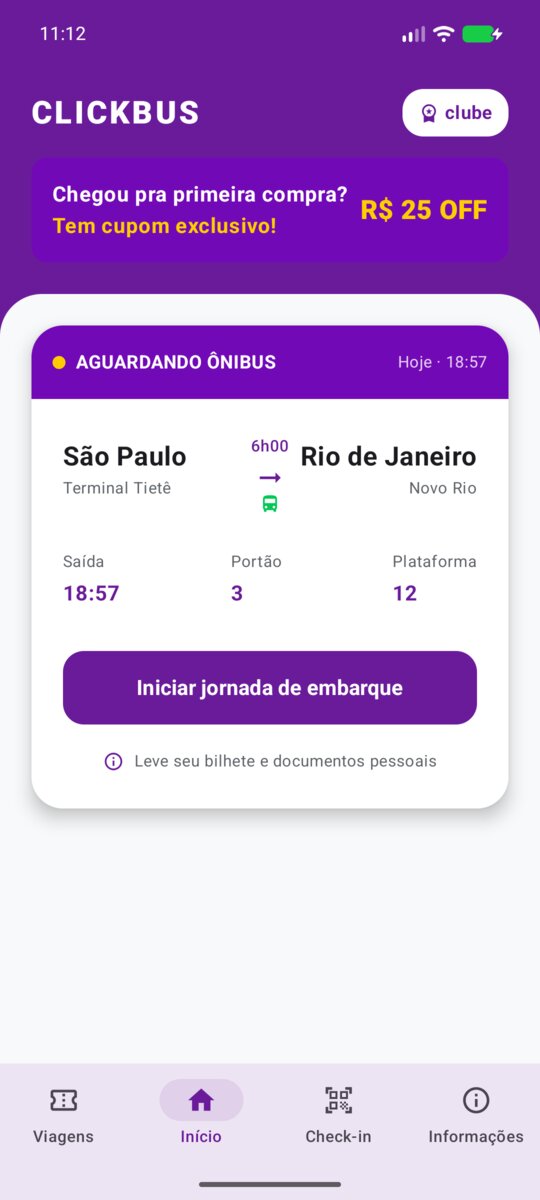 11:12
CLICKBUS
clube
Chegou pra primeira compra?
Tem cupom exclusivo!
R$ 25 OFF
AGUARDANDO ÔNIBUS
Hoje · 18:57
São Paulo
Terminal Tietê
6h00
Rio de Janeiro
Novo Rio
Saída
18:57
Portão
3
Plataforma
12
Iniciar jornada de embarque
Leve seu bilhete e documentos pessoais
Viagens
Início
Check-in
Informações